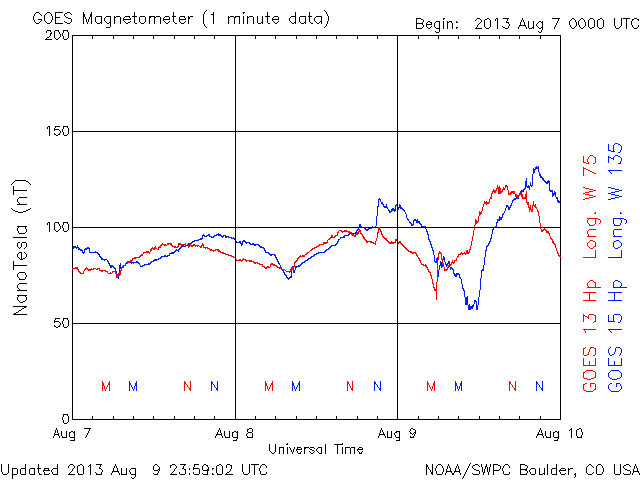 GOES Magnetometer (1 minute data)
Begin: 2013 Aug 7 0000 UTC
200
150
100
50
0
NanoTesla (nT)
M M N N M M N N M M N N
Aug 7 Aug 8 Aug 9 Aug 10
Universal Time
GOES 13 Hp Long. W 75
GOES 15 Hp Long. W 135
Updated 2013 Aug 9 23:59:02 UTC
NOAA/SWPC Boulder, CO USA